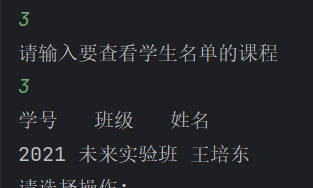 3
请输入要查看学生名单的课程
3
学号 班级 姓名
2021 未来实验班 王培东
请选择操作: